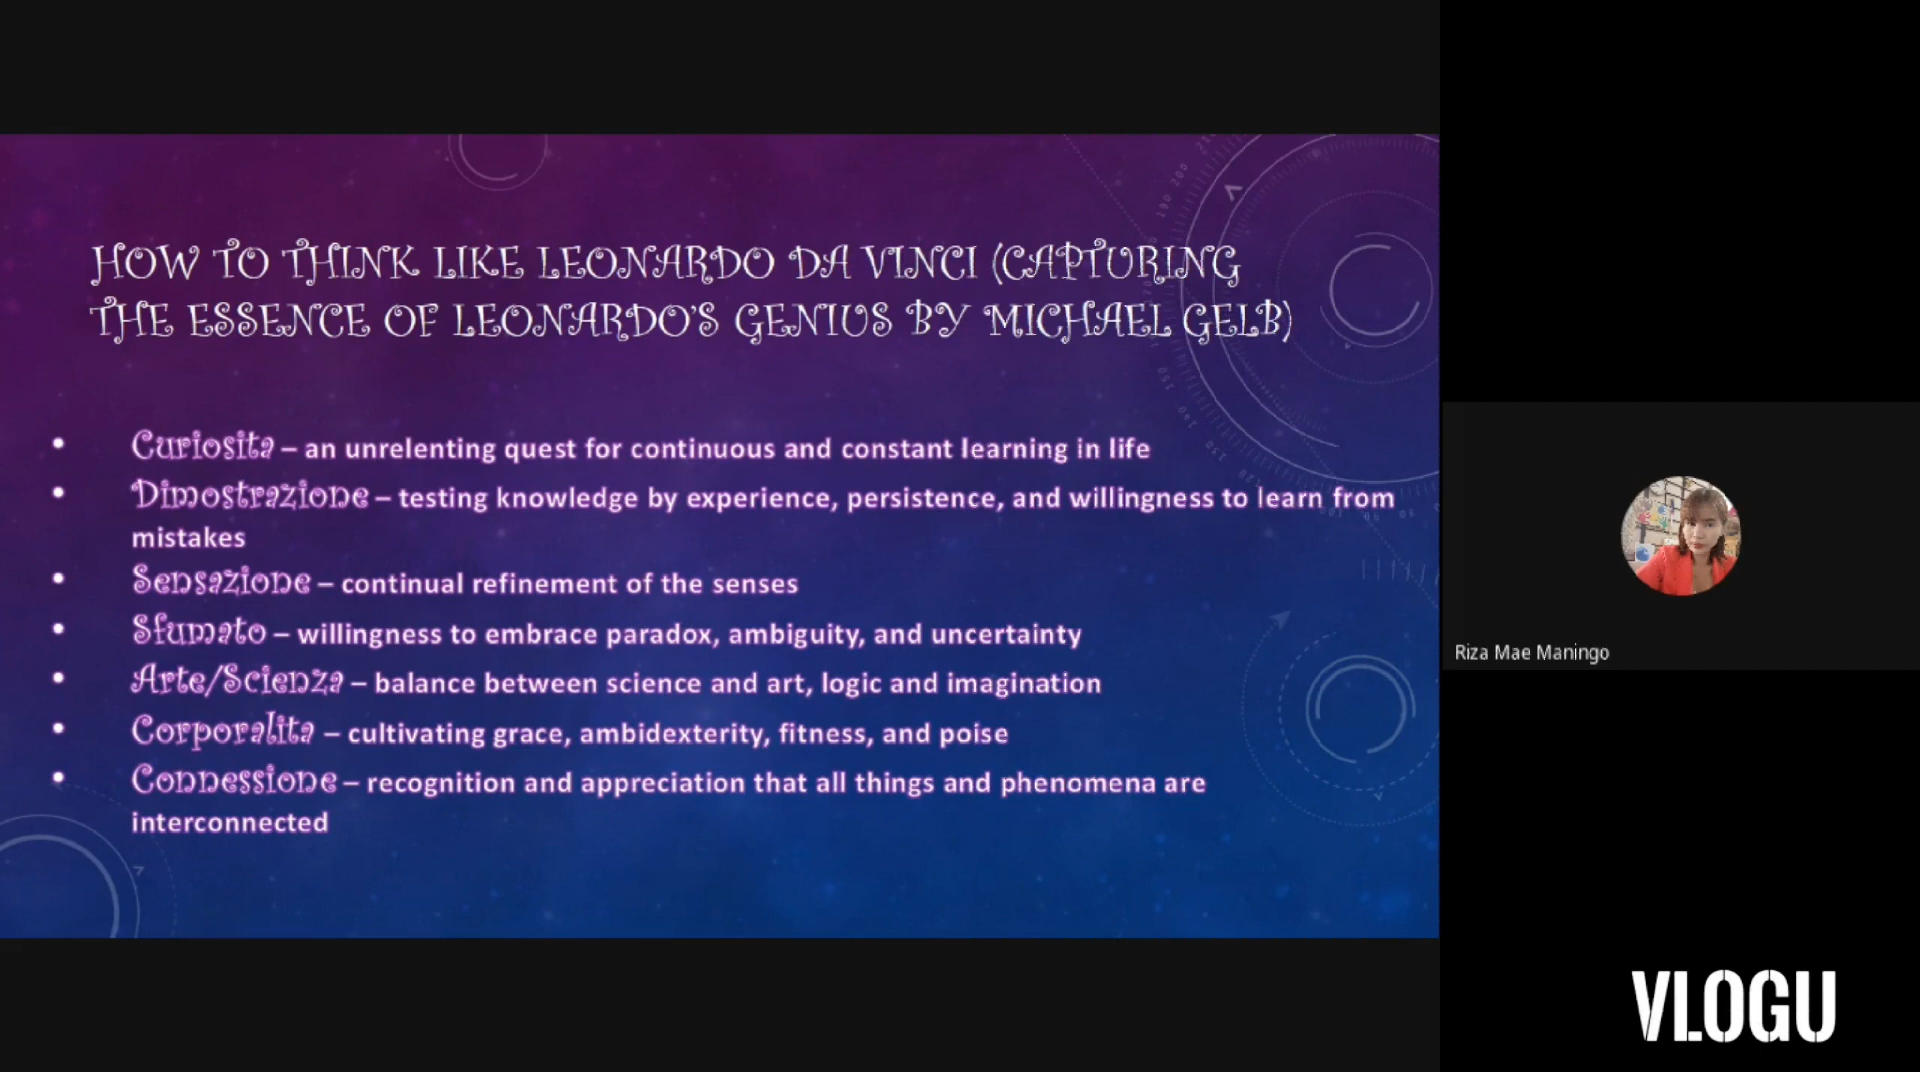 HOW TO THINK LIKE LEONARDO DA VINCI (CAPTURING
THE ESSENCE OF LEONARDO'S GENIUS BY MICHAEL GELB)
• Curiosita – an unrelenting quest for continuous and constant learning in life
• Dimostrazione – testing knowledge by experience, persistence, and willingness to learn from
mistakes
• Sensazione – continual refinement of the senses
• Sfumato – willingness to embrace paradox, ambiguity, and uncertainty
• Arte/Scienza – balance between science and art, logic and imagination
• Corporalita – cultivating grace, ambidexterity, fitness, and poise
• Connessione – recognition and appreciation that all things and phenomena are
interconnected
Riza Mae Maningo
VLOGU